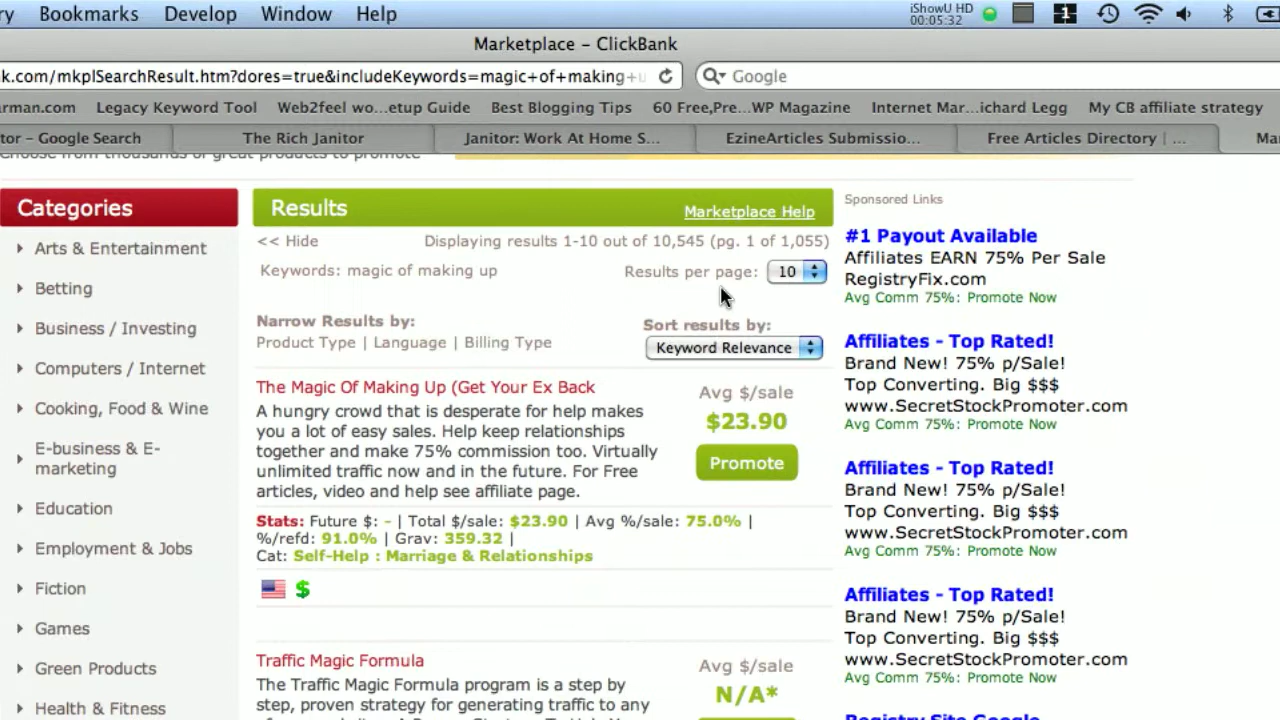 ry Bookmarks Develop Window Help iShowU HD 00:05:32 1
Marketplace – ClickBank
nk.com/mkplSearchResult.htm?dores=true&includeKeywords=magic+of+making+u Google
arman.com Legacy Keyword Tool Web2feel wo...etup Guide Best Blogging Tips 60 Free,Pre...WP Magazine Internet Mar...ichard Legg My CB affiliate strategy
tor – Google Search The Rich Janitor Janitor: Work At Home S... EzineArticles Submissio... Free Articles Directory | ... Ma
Choose from thousands of great products to promote
Categories
Arts & Entertainment
Betting
Business / Investing
Computers / Internet
Cooking, Food & Wine
E-business & E-
marketing
Education
Employment & Jobs
Fiction
Games
Green Products
Health & Fitness
Results Marketplace Help
<< Hide Displaying results 1-10 out of 10,545 (pg. 1 of 1,055)
Keywords: magic of making up Results per page: 10
Narrow Results by: Sort results by:
Product Type | Language | Billing Type Keyword Relevance
The Magic Of Making Up (Get Your Ex Back
A hungry crowd that is desperate for help makes
you a lot of easy sales. Help keep relationships
together and make 75% commission too. Virtually
unlimited traffic now and in the future. For Free
articles, video and help see affiliate page.
Avg $/sale
$23.90
Promote
Stats: Future $: - | Total $/sale: $23.90 | Avg %/sale: 75.0% |
%/refd: 91.0% | Grav: 359.32 |
Cat: Self-Help : Marriage & Relationships
$
Traffic Magic Formula
The Traffic Magic Formula program is a step by
step, proven strategy for generating traffic to any
Avg $/sale
N/A*
Sponsored Links
#1 Payout Available
Affiliates EARN 75% Per Sale
RegistryFix.com
Avg Comm 75%: Promote Now
Affiliates - Top Rated!
Brand New! 75% p/Sale!
Top Converting. Big $$$
www.SecretStockPromoter.com
Avg Comm 75%: Promote Now
Affiliates - Top Rated!
Brand New! 75% p/Sale!
Top Converting. Big $$$
www.SecretStockPromoter.com
Avg Comm 75%: Promote Now
Affiliates - Top Rated!
Brand New! 75% p/Sale!
Top Converting. Big $$$
www.SecretStockPromoter.com
Avg Comm 75%: Promote Now